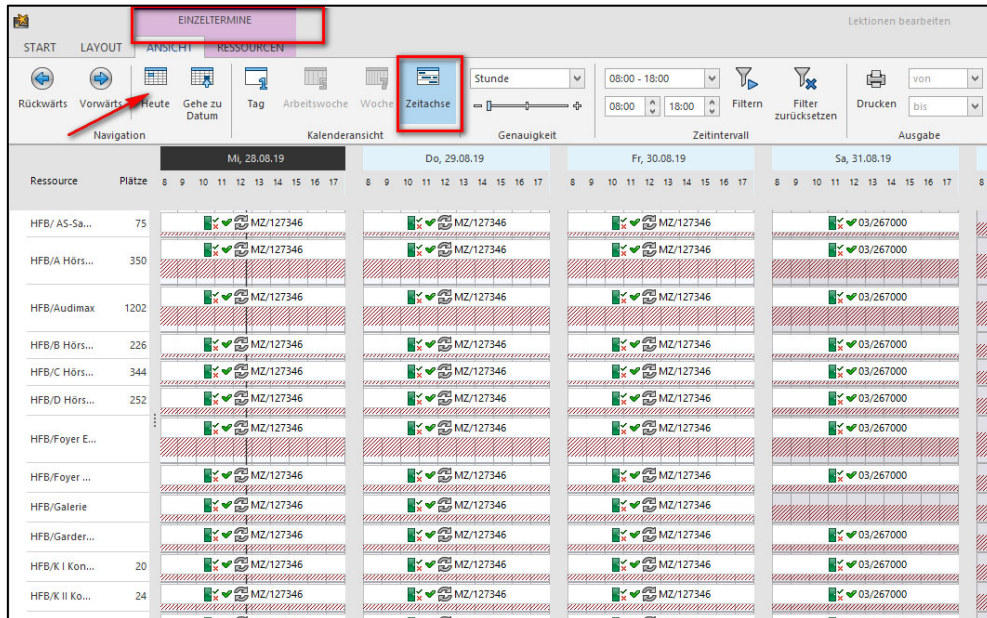 EINZELTERMINE
Lektionen bearbeiten
START LAYOUT ANSICHT RESSOURCEN
Rückwärts Vorwärts Heute Gehe zu Datum Tag Arbeitswoche Woche Zeitachse Stunde 08:00 - 18:00 08:00 18:00 Filtern Filter zurücksetzen Drucken von bis
Navigation Kalenderansicht Genauigkeit Zeitintervall Ausgabe
Mi, 28.08.19 Do, 29.08.19 Fr, 30.08.19 Sa, 31.08.19
Ressource Plätze 8 9 10 11 12 13 14 15 16 17 8 9 10 11 12 13 14 15 16 17 8 9 10 11 12 13 14 15 16 17 8 9 10 11 12 13 14 15 16 17 8
HFB/ AS-Sa... 75 MZ/127346 MZ/127346 MZ/127346 03/267000
HFB/A Hörs... 350 MZ/127346 MZ/127346 MZ/127346 03/267000
HFB/Audimax 1202 MZ/127346 MZ/127346 MZ/127346 03/267000
HFB/B Hörs... 226 MZ/127346 MZ/127346 MZ/127346 03/267000
HFB/C Hörs... 344 MZ/127346 MZ/127346 MZ/127346 03/267000
HFB/D Hörs... 252 MZ/127346 MZ/127346 MZ/127346 03/267000
HFB/Foyer E... MZ/127346 MZ/127346 MZ/127346 03/267000
HFB/Foyer ... MZ/127346 MZ/127346 MZ/127346 03/267000
HFB/Galerie MZ/127346 MZ/127346 MZ/127346
HFB/Garder... MZ/127346 MZ/127346 MZ/127346 03/267000
HFB/K I Kon... 20 MZ/127346 MZ/127346 MZ/127346 03/267000
HFB/K II Ko... 24 MZ/127346 MZ/127346 MZ/127346 03/267000